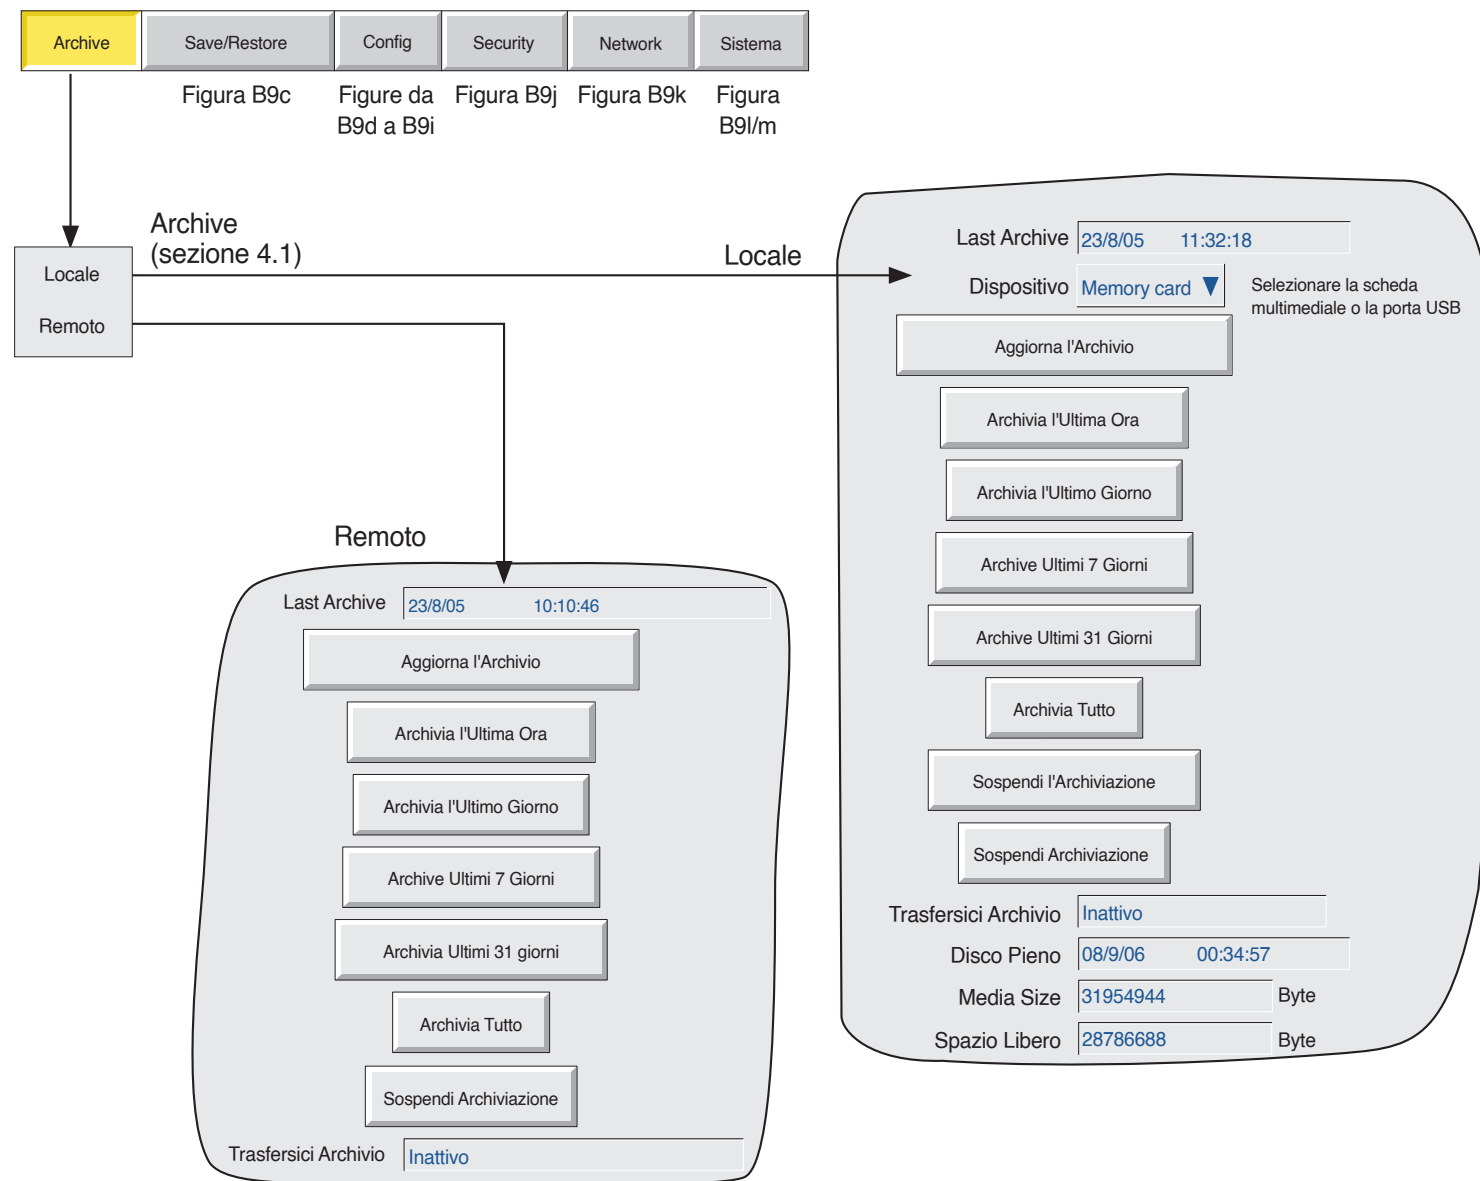 Archive
Save/Restore
Config
Security
Network
Sistema
Figura B9c
Figure da
B9d a B9i
Figura B9j
Figura B9k
Figura
B9l/m
Locale
Remoto
Archive
(sezione 4.1)
Locale
Last Archive 23/8/05 11:32:18
Dispositivo Memory card
Selezionare la scheda
multimediale o la porta USB
Aggiorna l'Archivio
Archivia l'Ultima Ora
Archivia l'Ultimo Giorno
Archive Ultimi 7 Giorni
Archive Ultimi 31 Giorni
Archivia Tutto
Sospendi l'Archiviazione
Sospendi Archiviazione
Trasfersici Archivio Inattivo
Disco Pieno 08/9/06 00:34:57
Media Size 31954944 Byte
Spazio Libero 28786688 Byte
Remoto
Last Archive 23/8/05 10:10:46
Aggiorna l'Archivio
Archivia l'Ultima Ora
Archivia l'Ultimo Giorno
Archive Ultimi 7 Giorni
Archivia Ultimi 31 giorni
Archivia Tutto
Sospendi Archiviazione
Trasfersici Archivio Inattivo